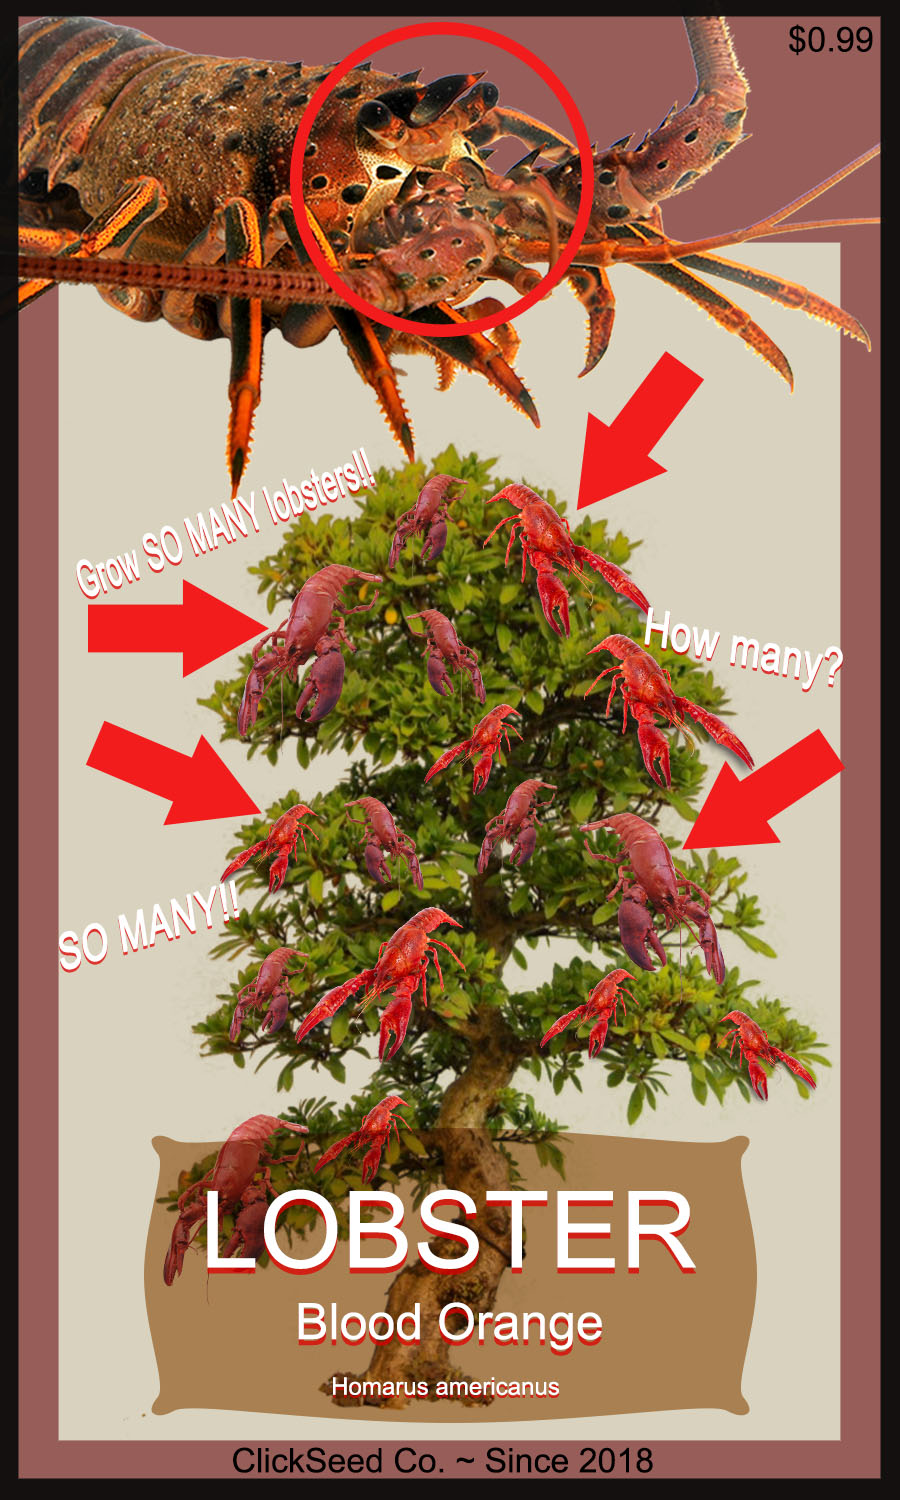 $0.99
Grow SO MANY lobsters!!
How many?
SO MANY!!
LOBSTER
Blood Orange
Homarus americanus
ClickSeed Co. ~ Since 2018